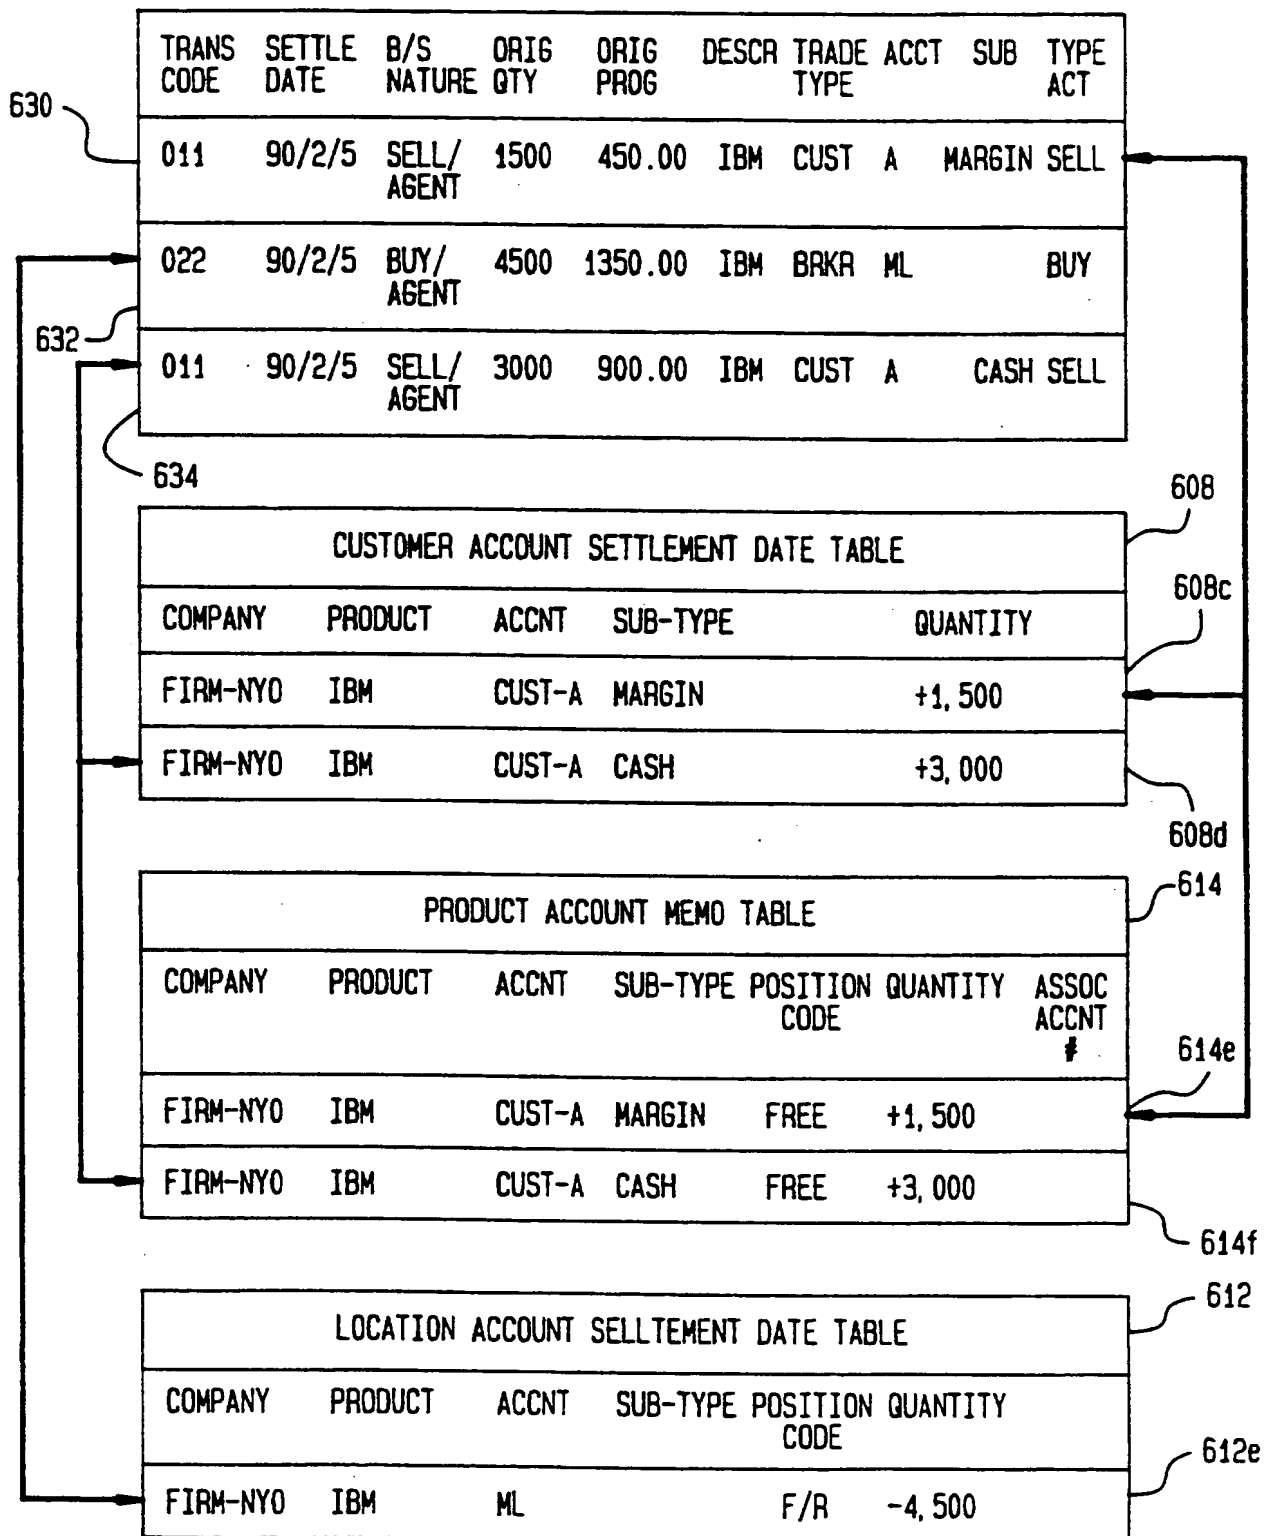 TRANS SETTLE B/S ORIG ORIG DESCR TRADE ACCT SUB TYPE
CODE DATE NATURE QTY PROG TYPE ACT
630
011 90/2/5 SELL/ 1500 450.00 IBM CUST A MARGIN SELL
AGENT
022 90/2/5 BUY/ 4500 1350.00 IBM BRKR ML BUY
AGENT
632
011 90/2/5 SELL/ 3000 900.00 IBM CUST A CASH SELL
AGENT
634
608
CUSTOMER ACCOUNT SETTLEMENT DATE TABLE
608c
COMPANY PRODUCT ACCNT SUB-TYPE QUANTITY
FIRM-NYO IBM CUST-A MARGIN +1,500
FIRM-NYO IBM CUST-A CASH +3,000
608d
614
PRODUCT ACCOUNT MEMO TABLE
COMPANY PRODUCT ACCNT SUB-TYPE POSITION QUANTITY ASSOC
CODE ACCNT
#
614e
FIRM-NYO IBM CUST-A MARGIN FREE +1,500
FIRM-NYO IBM CUST-A CASH FREE +3,000
614f
612
LOCATION ACCOUNT SELLTEMENT DATE TABLE
COMPANY PRODUCT ACCNT SUB-TYPE POSITION QUANTITY
CODE
612e
FIRM-NYO IBM ML F/R -4,500